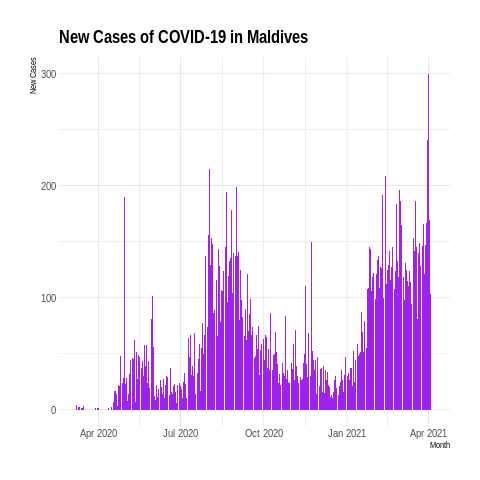 New Cases of COVID-19 in Maldives
New Cases
300
200
100
0
Apr 2020 Jul 2020 Oct 2020 Jan 2021 Apr 2021
Month